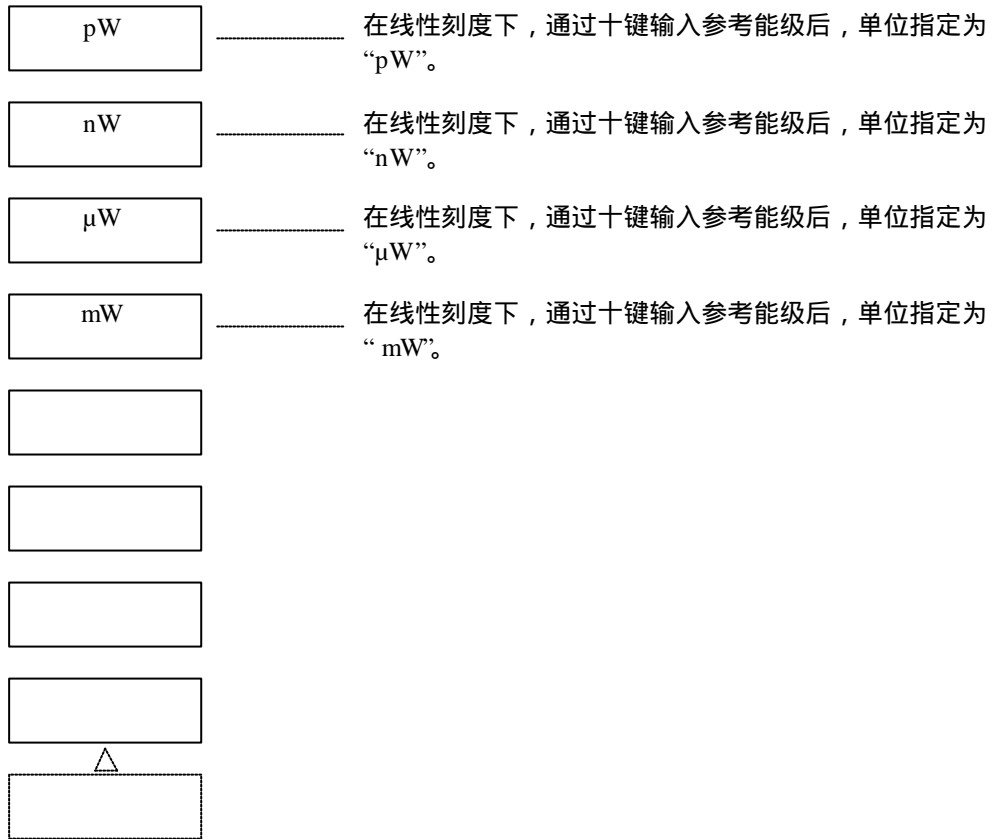 pW
在线性刻度下，通过十键输入参考能级后，单位指定为
“pW”。
nW
在线性刻度下，通过十键输入参考能级后，单位指定为
“nW”。
µW
在线性刻度下，通过十键输入参考能级后，单位指定为
“µW”。
mW
在线性刻度下，通过十键输入参考能级后，单位指定为
“ mW”。